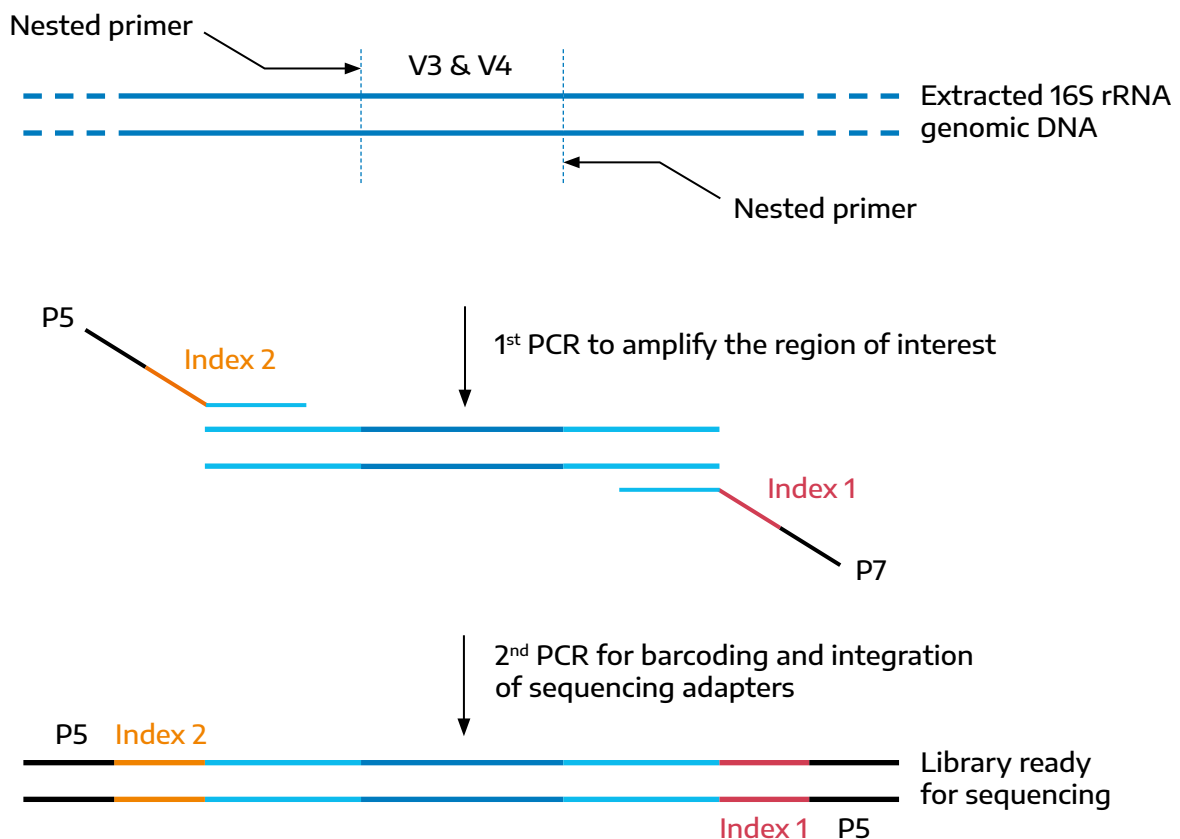 Nested primer
V3 & V4
Extracted 16S rRNA
genomic DNA
Nested primer
P5
Index 2
1st PCR to amplify the region of interest
Index 1
P7
2nd PCR for barcoding and integration
of sequencing adapters
P5 Index 2
Library ready
for sequencing
Index 1 P5